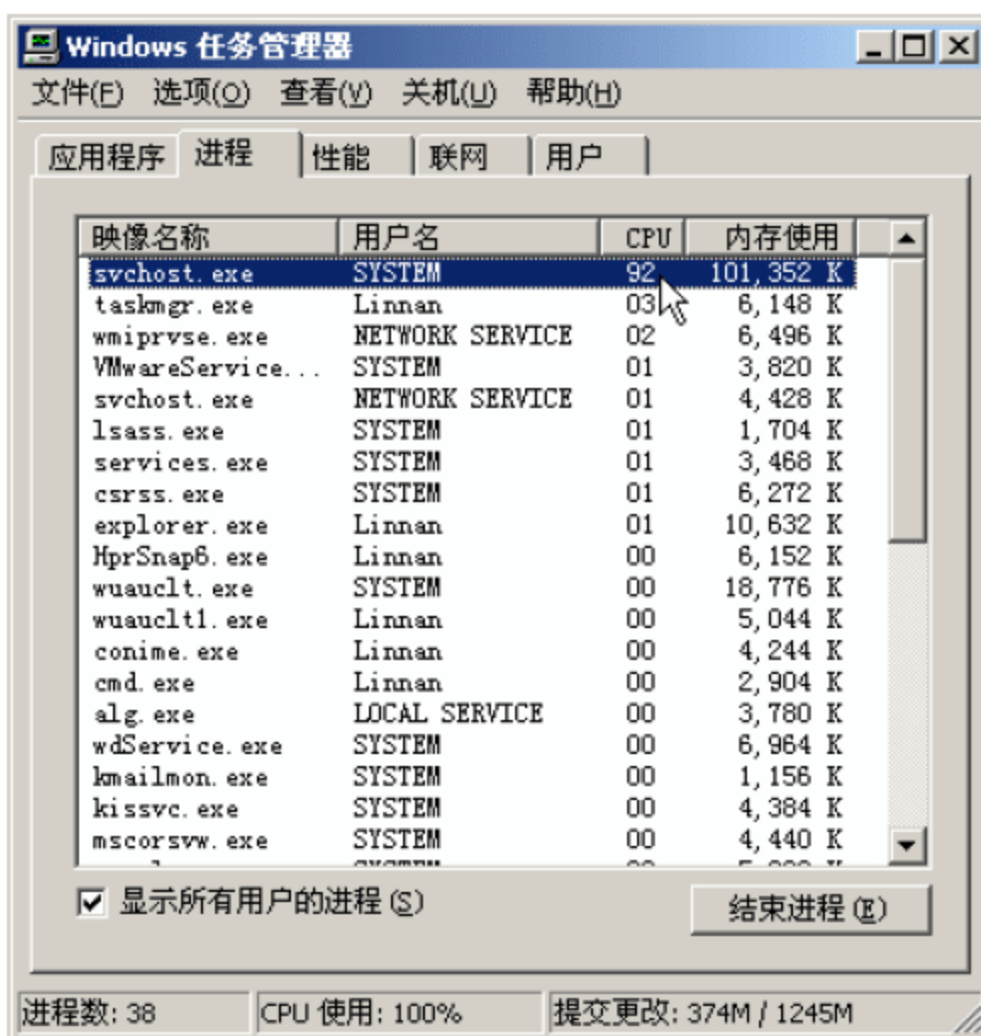 Windows 任务管理器
文件(F) 选项(O) 查看(V) 关机(U) 帮助(H)
应用程序 进程 性能 联网 用户
映像名称 用户名 CPU 内存使用
svchost.exe SYSTEM 92 101,352 K
taskmgr.exe Linnan 03 6,148 K
wmiprvse.exe NETWORK SERVICE 02 6,496 K
VMwareService... SYSTEM 01 3,820 K
svchost.exe NETWORK SERVICE 01 4,428 K
lsass.exe SYSTEM 01 1,704 K
services.exe SYSTEM 01 3,468 K
csrss.exe SYSTEM 01 6,272 K
explorer.exe Linnan 01 10,632 K
HprSnap6.exe Linnan 00 6,152 K
wuauclt.exe SYSTEM 00 18,776 K
wuauclt1.exe Linnan 00 5,044 K
conime.exe Linnan 00 4,244 K
cmd.exe Linnan 00 2,904 K
alg.exe LOCAL SERVICE 00 3,780 K
wdService.exe SYSTEM 00 6,964 K
kmailmon.exe SYSTEM 00 1,156 K
kissvc.exe SYSTEM 00 4,384 K
mscorsvw.exe SYSTEM 00 4,440 K
显示所有用户的进程(S) 结束进程(E)
进程数: 38 CPU 使用: 100% 提交更改: 374M / 1245M